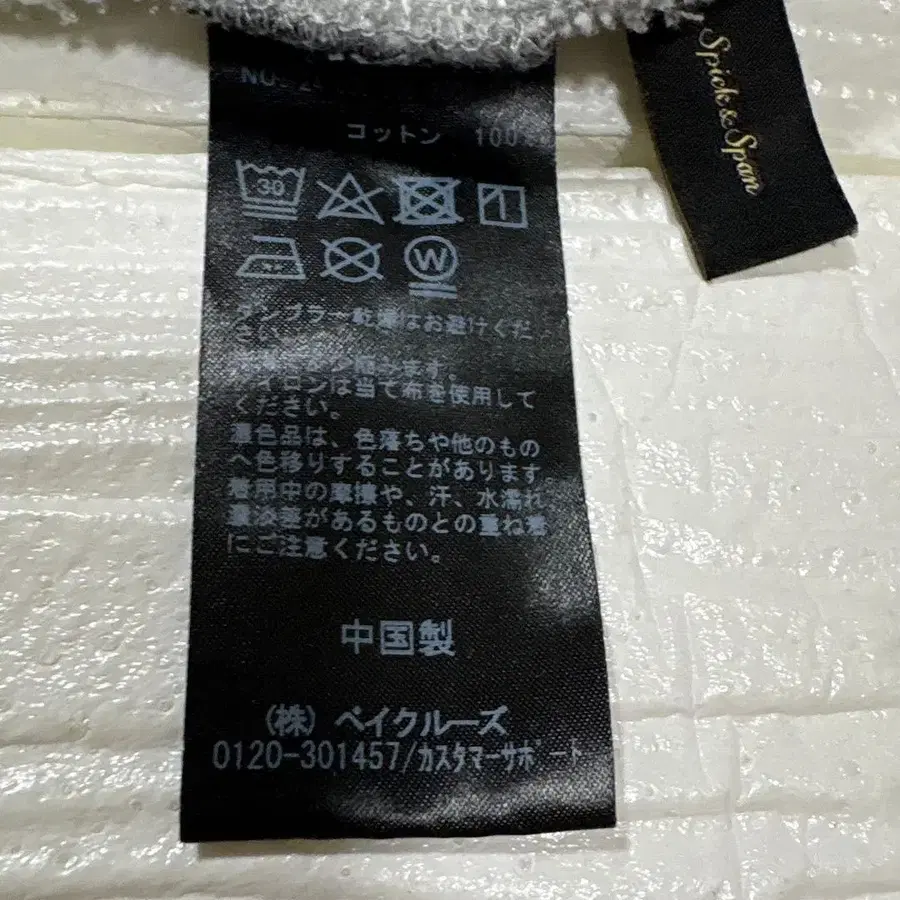 コットン 100%
Spick & Span
30
W
タンブラー乾燥はお避けくだ
さい。
アイロンは当て布を使用して
ください。
濃色品は、色落ちや他のもの
へ色移りすることがあります。
着用中の摩擦や、汗、水濡れ
濃淡差があるものとの重ね着
にご注意ください。
中国製
(株) ベイクルーズ
0120-301457/カスタマーサポート